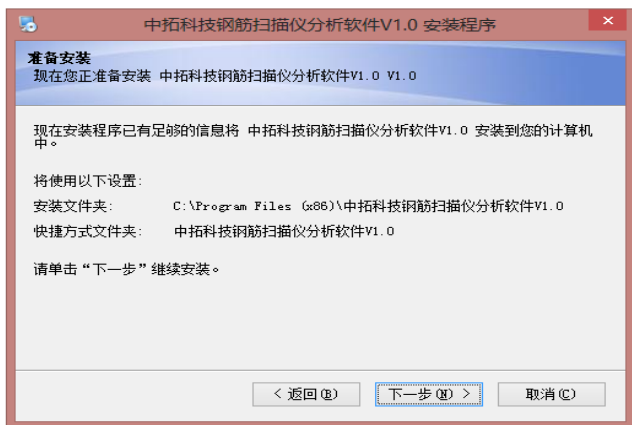 中拓科技钢筋扫描仪分析软件V1.0 安装程序
准备安装
现在您正准备安装 中拓科技钢筋扫描仪分析软件V1.0 V1.0
现在安装程序已有足够的信息将 中拓科技钢筋扫描仪分析软件V1.0 安装到您的计算机
中。
将使用以下设置:
安装文件夹: C:\Program Files (x86)\中拓科技钢筋扫描仪分析软件V1.0
快捷方式文件夹: 中拓科技钢筋扫描仪分析软件V1.0
请单击“下一步”继续安装。
< 返回(B) 下一步(N) > 取消(C)